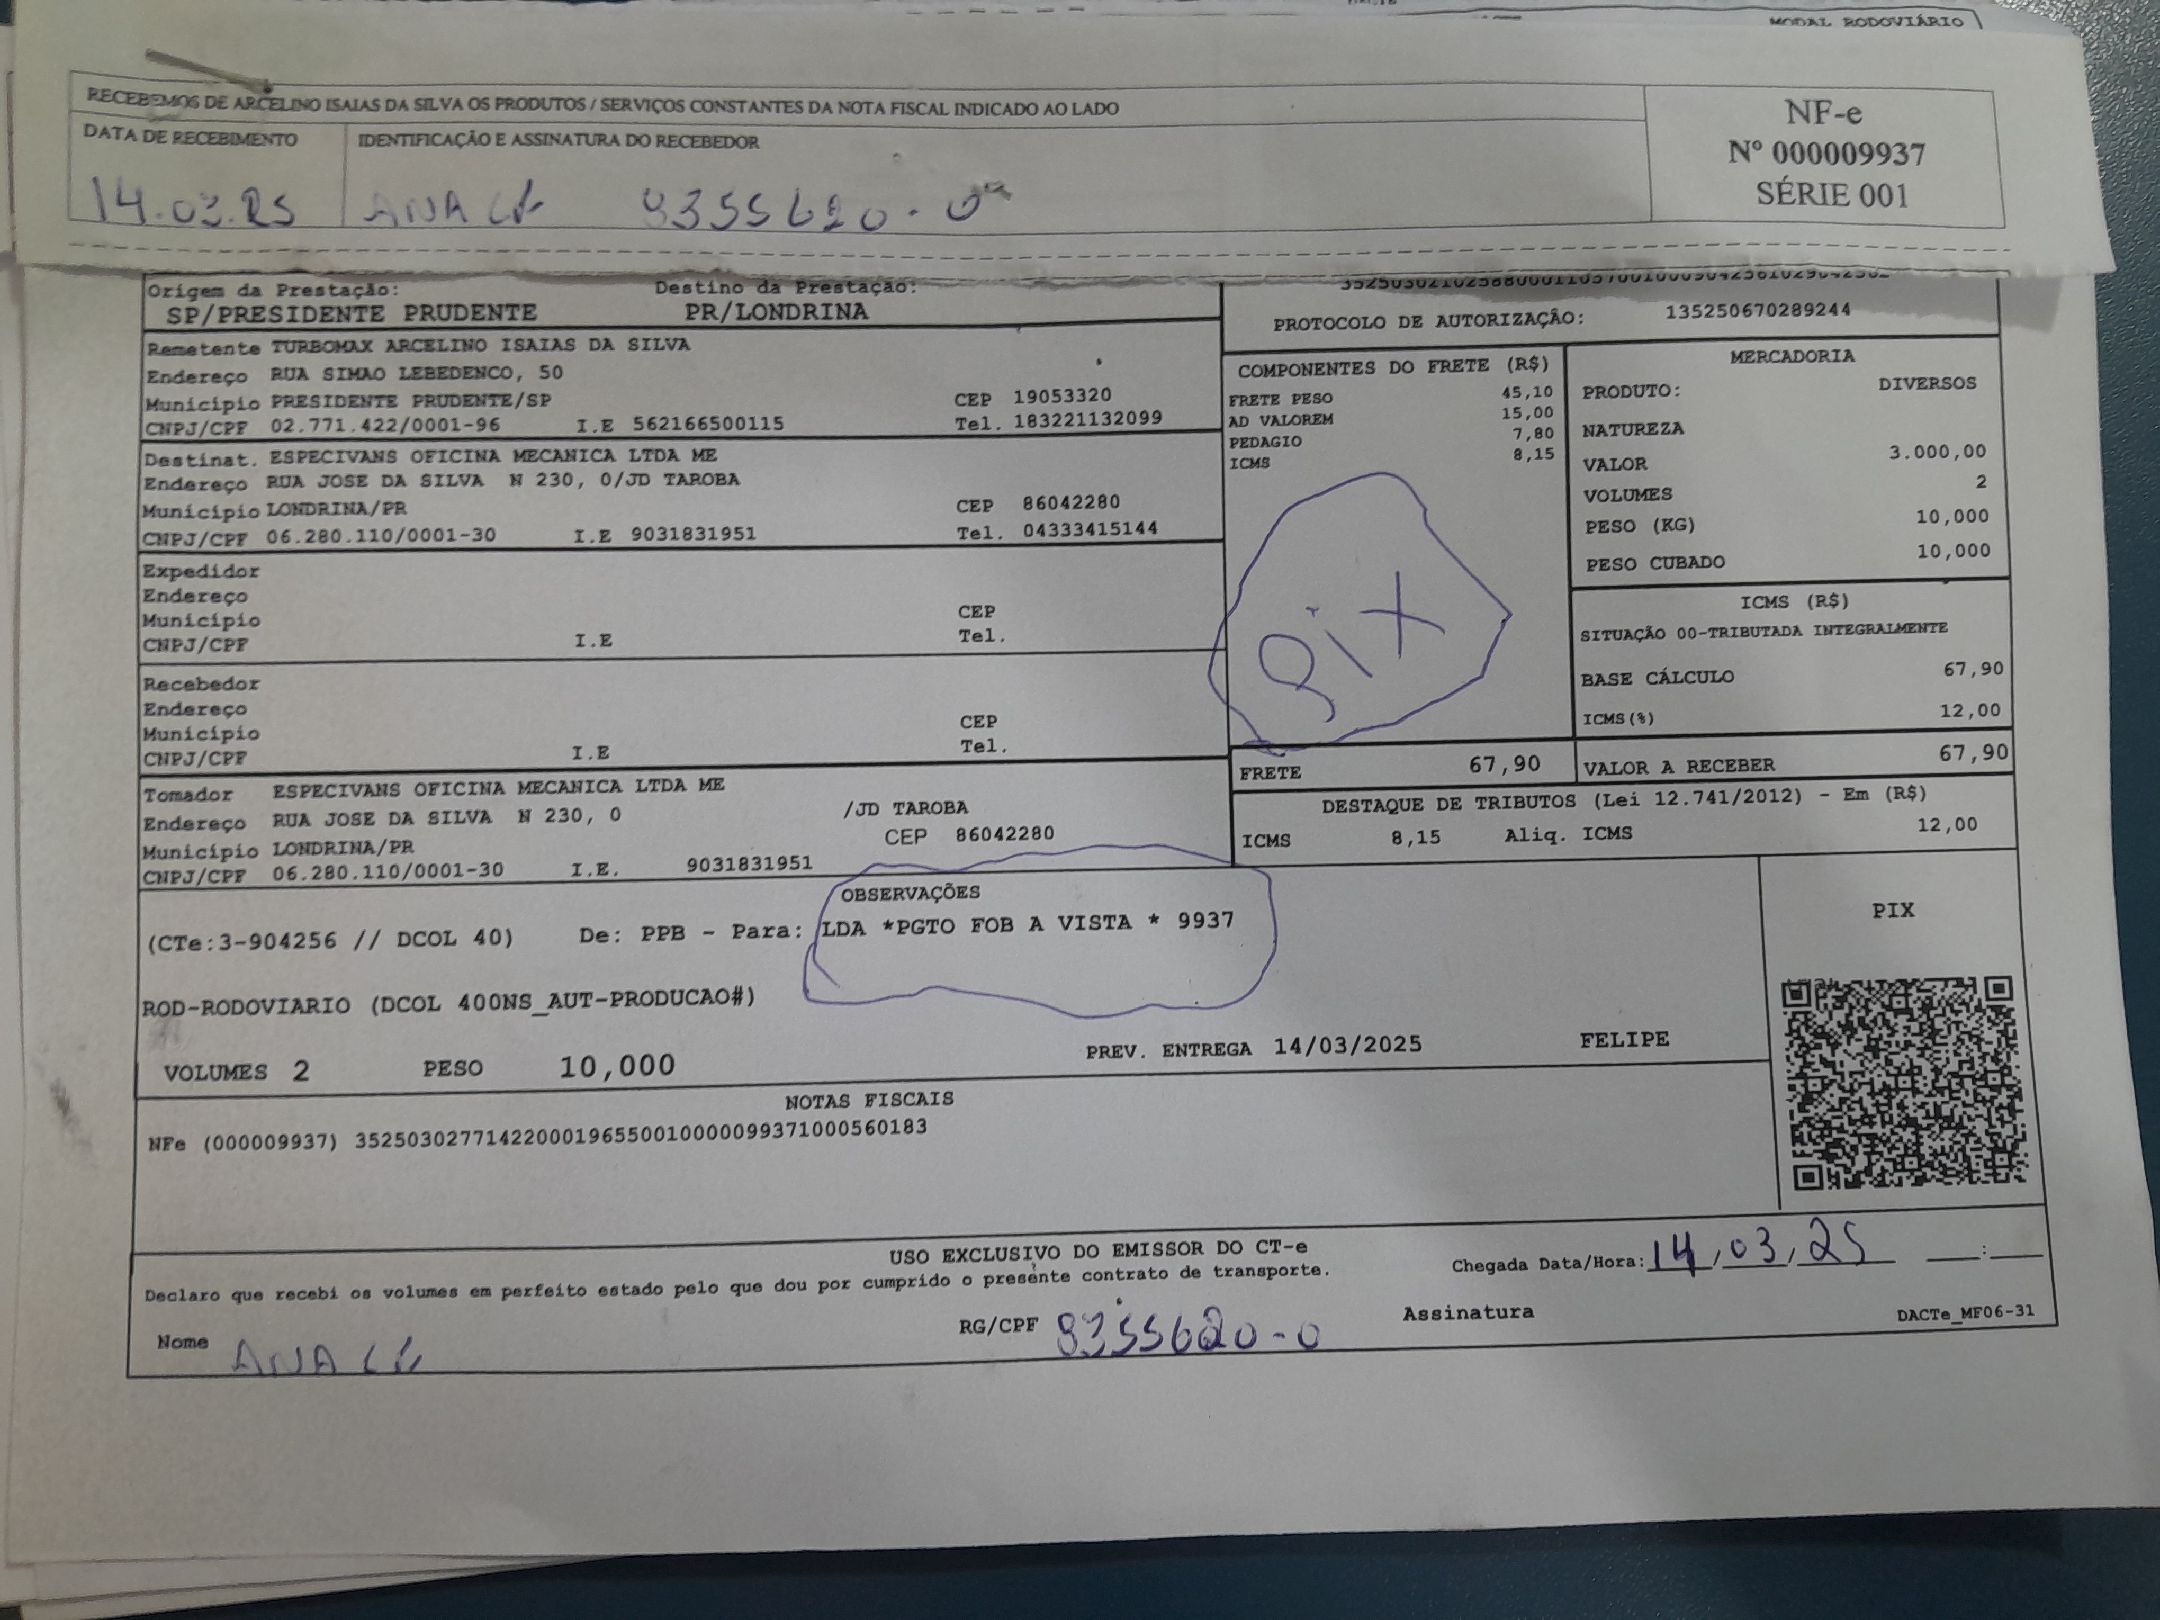 MODAL RODOVIÁRIO
RECEBEMOS DE ARCELINO ISAIAS DA SILVA OS PRODUTOS / SERVIÇOS CONSTANTES DA NOTA FISCAL INDICADO AO LADO
DATA DE RECEBIMENTO
IDENTIFICAÇÃO E ASSINATURA DO RECEBEDOR
14.03.25 ANA 8355620-0
NF-e
Nº 000009937
SÉRIE 001
Origem da Prestação: Destino da Prestação:
SP/PRESIDENTE PRUDENTE PR/LONDRINA
PROTOCOLO DE AUTORIZAÇÃO: 135250670289244
Remetente TURBOMAX ARCELINO ISAIAS DA SILVA
Endereço RUA SIMAO LEBEDENCO, 50
Município PRESIDENTE PRUDENTE/SP CEP 19053320
CNPJ/CPF 02.771.422/0001-96 I.E 562166500115 Tel. 183221132099
Destinat. ESPECIVANS OFICINA MECANICA LTDA ME
Endereço RUA JOSE DA SILVA N 230, 0/JD TAROBA
Município LONDRINA/PR CEP 86042280
CNPJ/CPF 06.280.110/0001-30 I.E 9031831951 Tel. 04333415144
Expedidor
Endereço
Município CEP
CNPJ/CPF I.E Tel.
Recebedor
Endereço
Município CEP
CNPJ/CPF I.E Tel.
Tomador ESPECIVANS OFICINA MECANICA LTDA ME
Endereço RUA JOSE DA SILVA N 230, 0 /JD TAROBA
Município LONDRINA/PR CEP 86042280
CNPJ/CPF 06.280.110/0001-30 I.E. 9031831951
COMPONENTES DO FRETE (R$)
FRETE PESO 45,10
AD VALOREM 15,00
PEDAGIO 7,80
ICMS 8,15
PiX
FRETE 67,90
MERCADORIA
PRODUTO: DIVERSOS
NATUREZA
VALOR 3.000,00
VOLUMES 2
PESO (KG) 10,000
PESO CUBADO 10,000
ICMS (R$)
SITUAÇÃO 00-TRIBUTADA INTEGRALMENTE
BASE CÁLCULO 67,90
ICMS(%) 12,00
VALOR A RECEBER 67,90
DESTAQUE DE TRIBUTOS (Lei 12.741/2012) - Em (R$)
ICMS 8,15 Aliq. ICMS 12,00
OBSERVAÇÕES
(CTe:3-904256 // DCOL 40) De: PPB - Para: LDA *PGTO FOB A VISTA * 9937
ROD-RODOVIARIO (DCOL 400NS_AUT-PRODUCAO#)
VOLUMES 2 PESO 10,000 PREV. ENTREGA 14/03/2025 FELIPE
PIX
NOTAS FISCAIS
NFe (000009937) 35250302771422000196550010000099371000560183
USO EXCLUSIVO DO EMISSOR DO CT-e
Declaro que recebi os volumes em perfeito estado pelo que dou por cumprido o presente contrato de transporte.
Chegada Data/Hora: 14/03/25 __:__
Nome ANA RG/CPF 8355620-0 Assinatura DACTe_MF06-31